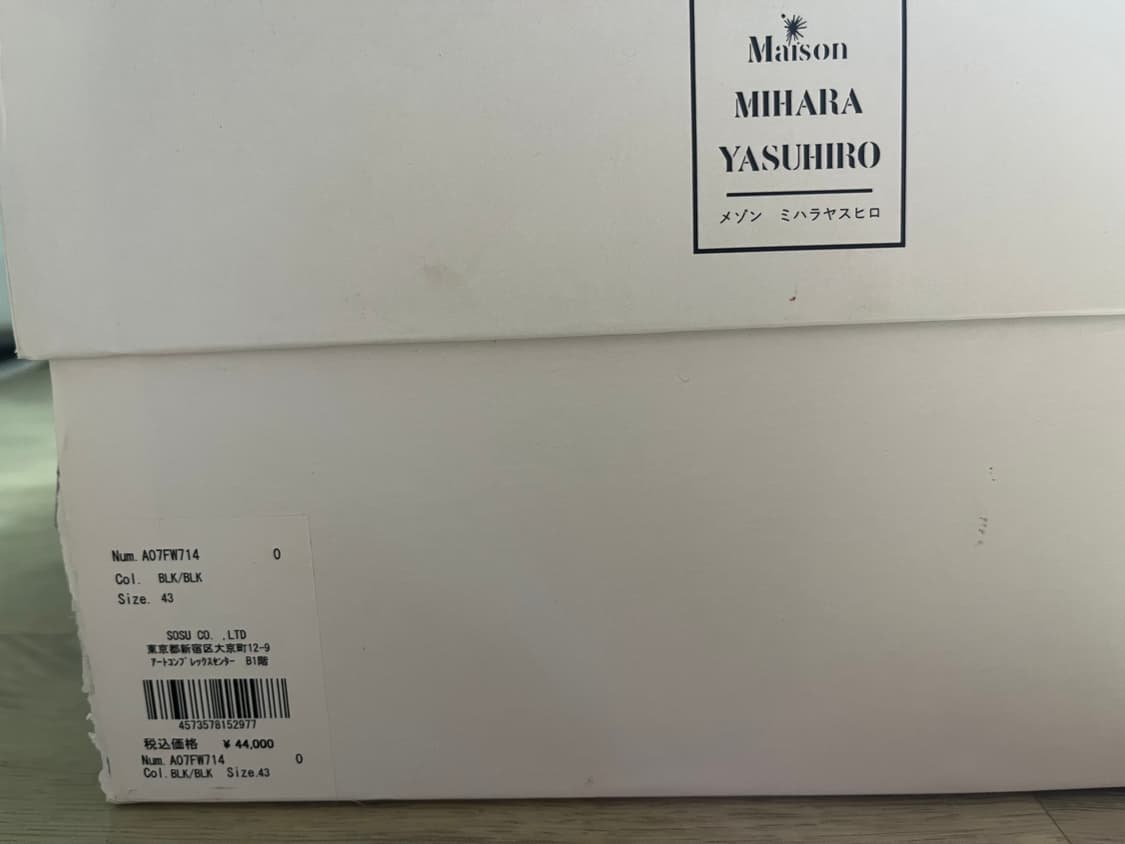 Maison
MIHARA
YASUHIRO
メゾン ミハラヤスヒロ
Num. A07FW714 0
Col. BLK/BLK
Size. 43
SOSU CO. ,LTD
東京都新宿区大京町12-9
アートコンプレックスセンター B1階
4573578152977
税込価格 ¥ 44,000
Num. A07FW714 0
Col. BLK/BLK Size.43